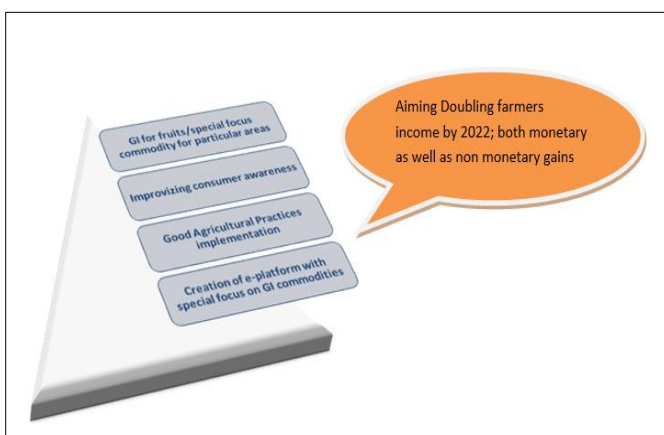 GI for fruits/special focus
commodity for particular areas
Improvizing consumer awareness
Good Agricultural Practices
implementation
Creation of e-platform with
special focus on GI commodities
Aiming Doubling farmers
income by 2022; both monetary
as well as non monetary gains